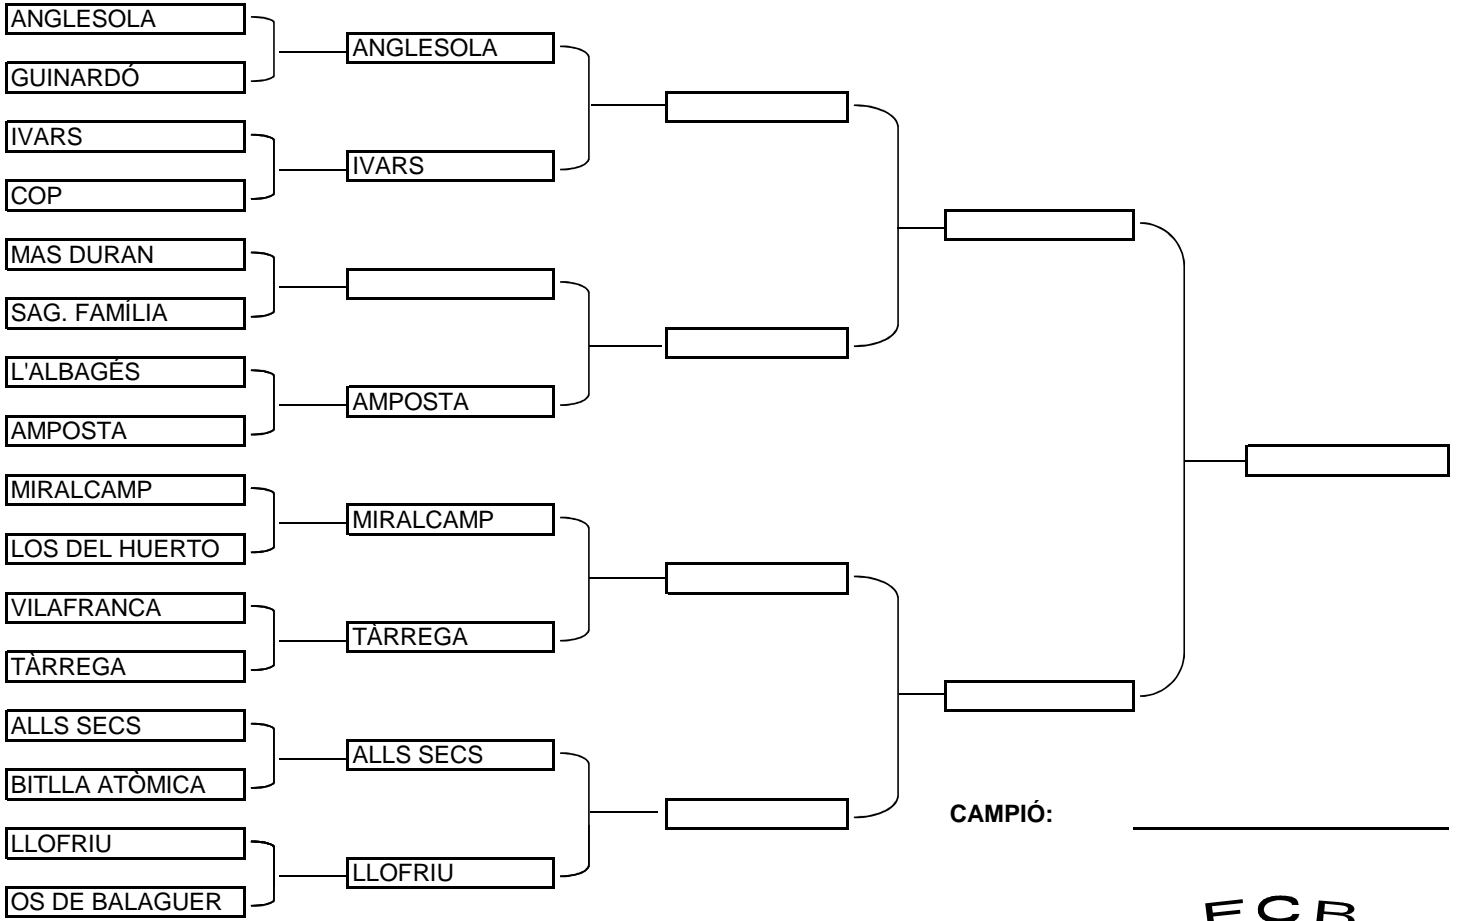 ANGLESOLA
GUINARDÓ
IVARS
COP
MAS DURAN
SAG. FAMÍLIA
L'ALBAGÉS
AMPOSTA
MIRALCAMP
LOS DEL HUERTO
VILAFRANCA
TÀRREGA
ALLS SECS
BITLLA ATÒMICA
LLOFRIU
OS DE BALAGUER
ANGLESOLA
IVARS
AMPOSTA
MIRALCAMP
TÀRREGA
ALLS SECS
LLOFRIU
CAMPIÓ: